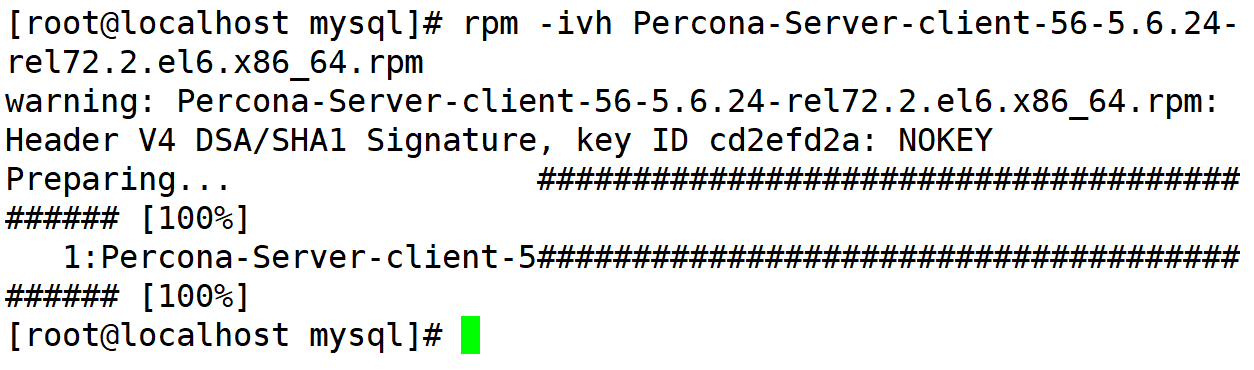 [root@localhost mysql]# rpm -ivh Percona-Server-client-56-5.6.24-
rel72.2.el6.x86_64.rpm
warning: Percona-Server-client-56-5.6.24-rel72.2.el6.x86_64.rpm:
Header V4 DSA/SHA1 Signature, key ID cd2efd2a: NOKEY
Preparing...                #####################################
###### [100%]
   1:Percona-Server-client-5#####################################
###### [100%]
[root@localhost mysql]#